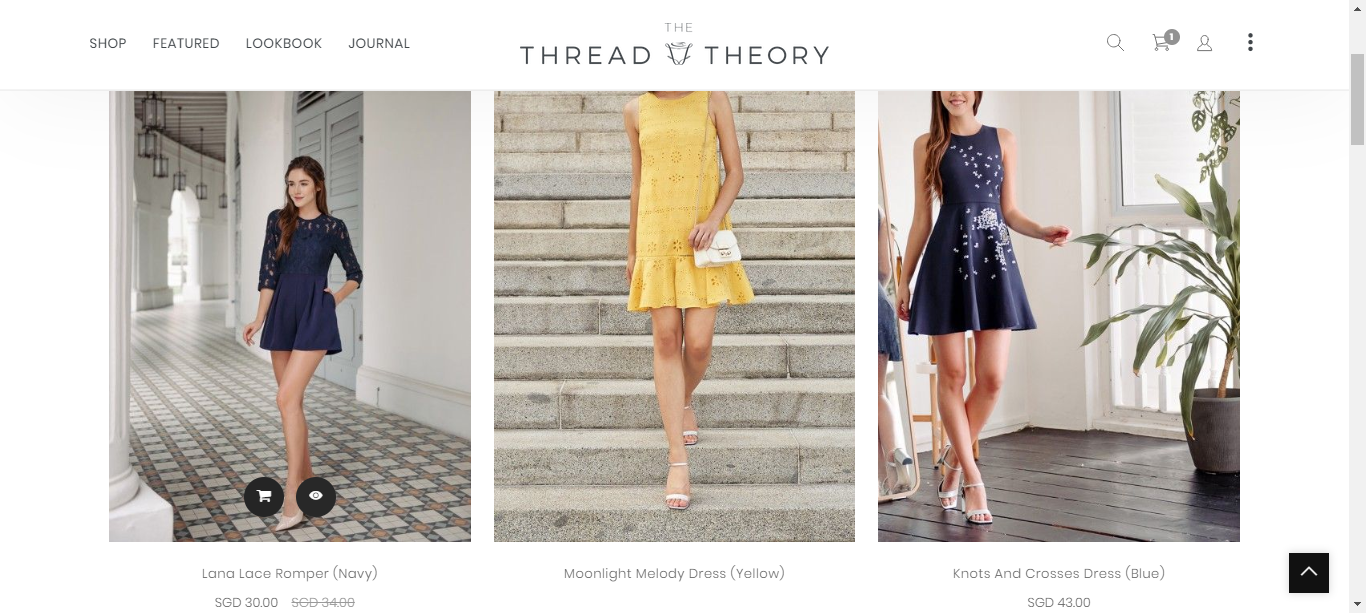 SHOP FEATURED LOOKBOOK JOURNAL
THE
THREAD THEORY
1
Lana Lace Romper (Navy)
SGD 30.00 SGD 34.00
Moonlight Melody Dress (Yellow)
Knots And Crosses Dress (Blue)
SGD 43.00